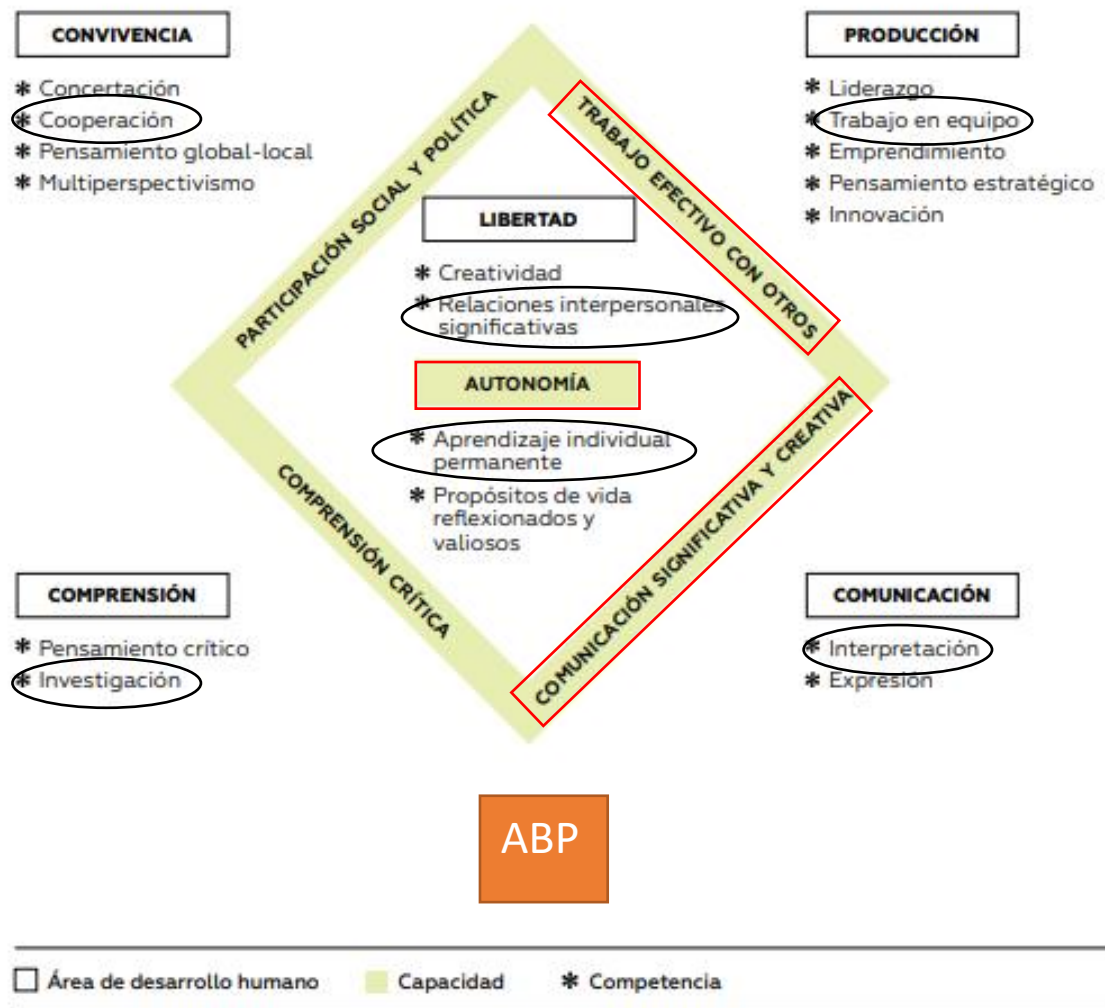 CONVIVENCIA
* Concertación
* Cooperación
* Pensamiento global-local
* Multiperspectivismo
PRODUCCIÓN
* Liderazgo
* Trabajo en equipo
* Emprendimiento
* Pensamiento estratégico
* Innovación
PARTICIPACIÓN SOCIAL Y POLÍTICA
TRABAJO EFECTIVO CON OTROS
LIBERTAD
* Creatividad
* Relaciones interpersonales
significativas
AUTONOMÍA
* Aprendizaje individual
permanente
* Propósitos de vida
reflexionados y
valiosos
COMPRENSIÓN CRÍTICA
COMUNICACIÓN SIGNIFICATIVA Y CREATIVA
COMPRENSIÓN
* Pensamiento crítico
* Investigación
COMUNICACIÓN
* Interpretación
* Expresión
ABP
Área de desarrollo humano
Capacidad
* Competencia